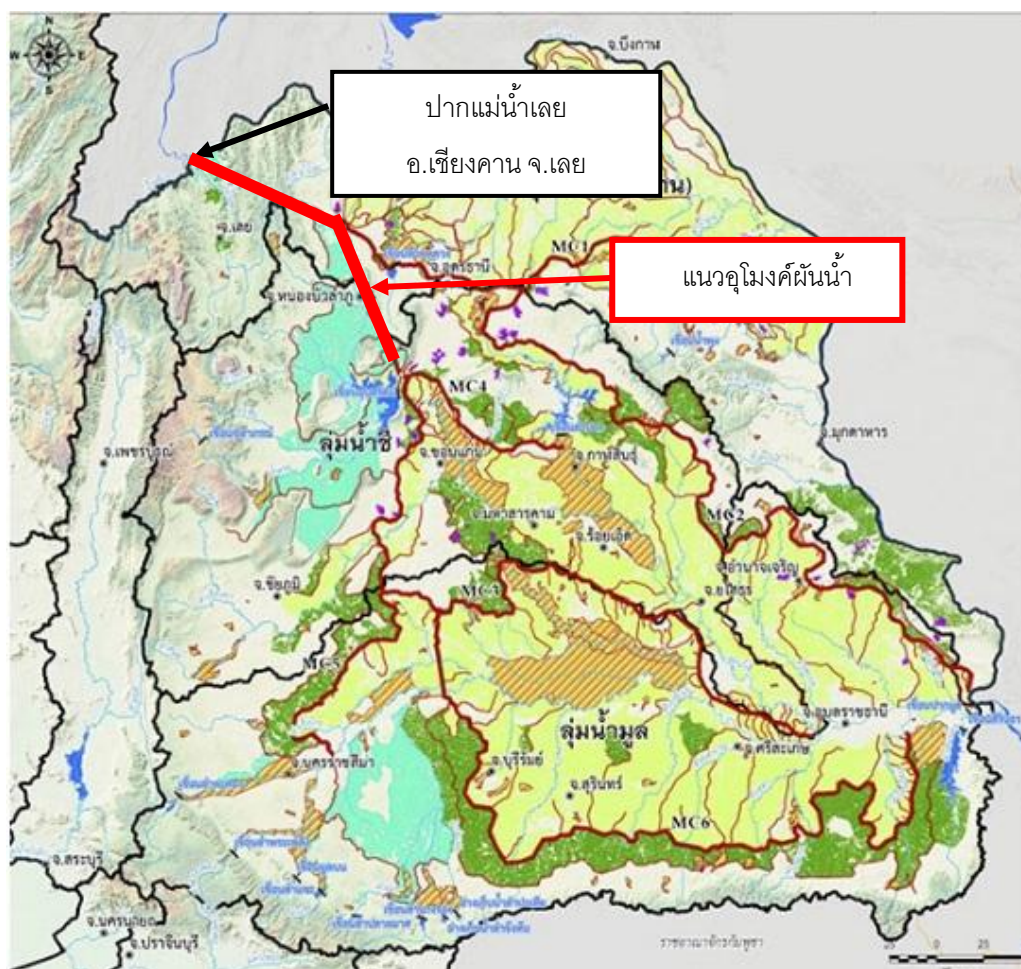 N
W
E
S
จ.บึงกาฬ
ปากแม่น้ำเลย
อ.เชียงคาน จ.เลย
จ.เลย
MC1
จ.อุดรธานี
แนวอุโมงค์ผันน้ำ
จ.หนองบัวลำภู
MC4
จ.มุกดาหาร
ลุ่มน้ำชี
จ.เพชรบูรณ์
จ.ขอนแก่น
จ.กาฬสินธุ์
จ.มหาสารคาม
MC2
จ.ร้อยเอ็ด
จ.อำนาจเจริญ
จ.ชัยภูมิ
MC3
จ.ยโสธร
MC5
จ.อุบลราชธานี
ลุ่มน้ำมูล
จ.ศรีสะเกษ
จ.นครราชสีมา
จ.บุรีรัมย์
จ.สุรินทร์
MC6
จ.สระบุรี
จ.นครนายก
จ.ปราจีนบุรี
ราชอาณาจักรกัมพูชา
25 0 25